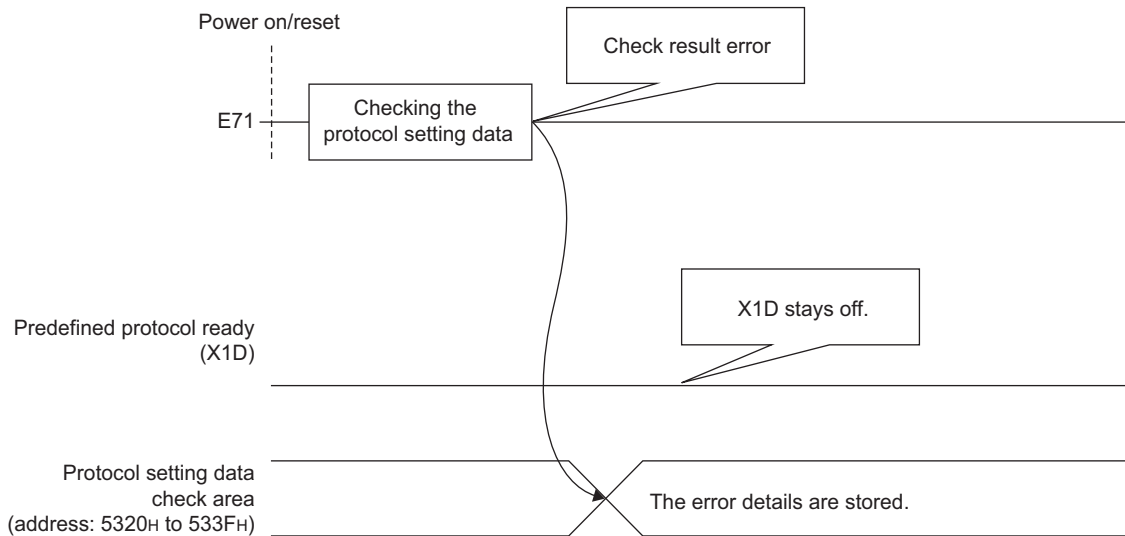 Power on/reset
Check result error
E71
Checking the
protocol setting data
X1D stays off.
Predefined protocol ready
(X1D)
Protocol setting data
check area
(address: 5320H to 533FH)
The error details are stored.